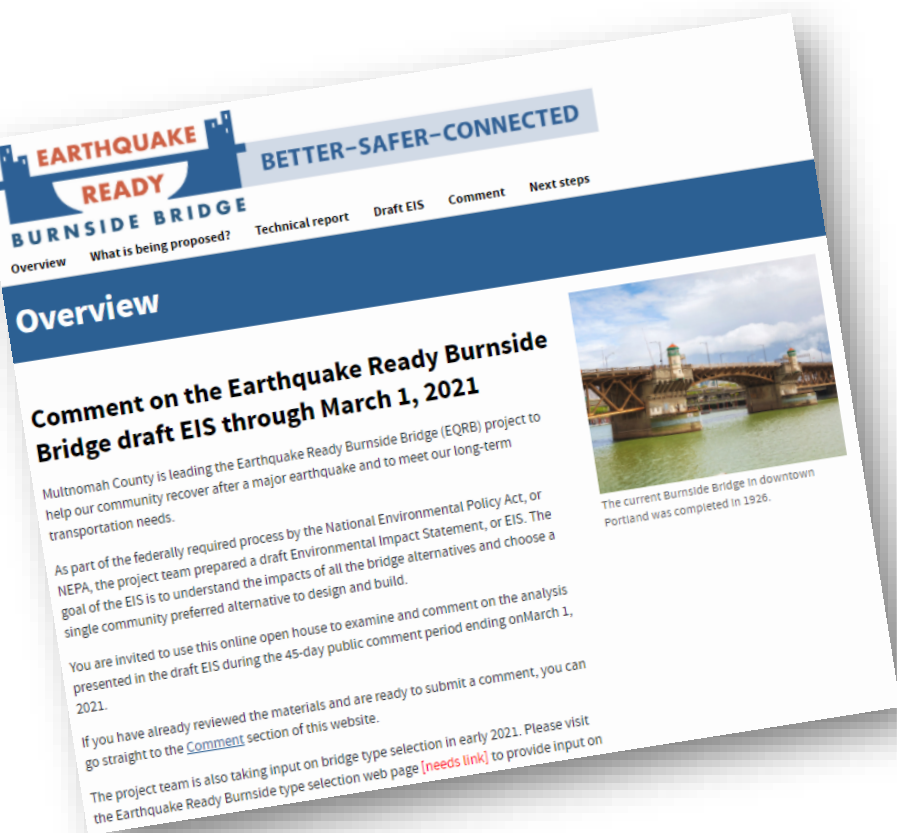 EARTHQUAKE
READY
BURNSIDE BRIDGE
BETTER–SAFER–CONNECTED
Overview What is being proposed? Technical report Draft EIS Comment Next steps
Overview
Comment on the Earthquake Ready Burnside
Bridge draft EIS through March 1, 2021
Multnomah County is leading the Earthquake Ready Burnside Bridge (EQRB) project to
help our community recover after a major earthquake and to meet our long-term
transportation needs.
As part of the federally required process by the National Environmental Policy Act, or
NEPA, the project team prepared a draft Environmental Impact Statement, or EIS. The
goal of the EIS is to understand the impacts of all the bridge alternatives and choose a
single community preferred alternative to design and build.
You are invited to use this online open house to examine and comment on the analysis
presented in the draft EIS during the 45-day public comment period ending onMarch 1,
2021.
If you have already reviewed the materials and are ready to submit a comment, you can
go straight to the Comment section of this website.
The project team is also taking input on bridge type selection in early 2021. Please visit
the Earthquake Ready Burnside type selection web page [needs link] to provide input on
The current Burnside Bridge in downtown
Portland was completed in 1926.